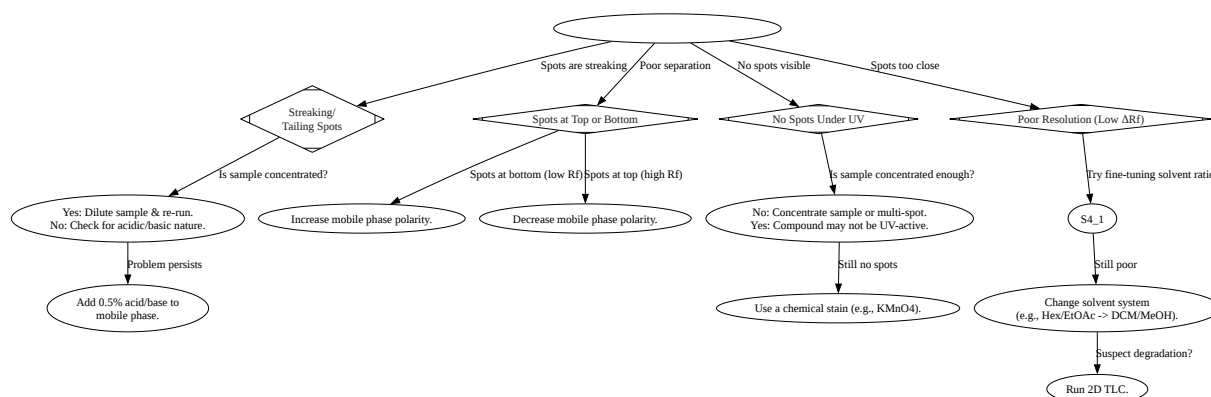 Spots are streaking
Poor separation
No spots visible
Spots too close
Streaking/
Tailing Spots
Spots at Top or Bottom
No Spots Under UV
Poor Resolution (Low ΔRf)
Is sample concentrated?
Spots at bottom (low Rf)
Spots at top (high Rf)
Is sample concentrated enough?
Try fine-tuning solvent ratio
Yes: Dilute sample & re-run.
No: Check for acidic/basic nature.
Increase mobile phase polarity.
Decrease mobile phase polarity.
No: Concentrate sample or multi-spot.
Yes: Compound may not be UV-active.
S4_1
Problem persists
Still no spots
Still poor
Add 0.5% acid/base to
mobile phase.
Use a chemical stain (e.g., KMnO4).
Change solvent system
(e.g., Hex/EtOAc -> DCM/MeOH).
Suspect degradation?
Run 2D TLC.